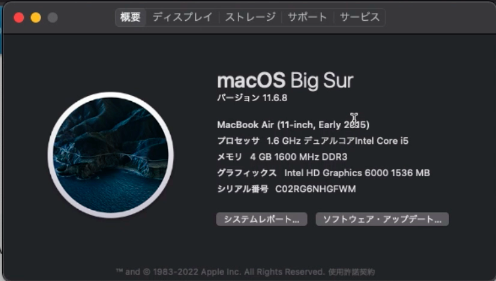 概要 ディスプレイ ストレージ サポート サービス
macOS Big Sur
バージョン 11.6.8
MacBook Air (11-inch, Early 2015)
プロセッサ 1.6 GHz デュアルコアIntel Core i5
メモリ 4 GB 1600 MHz DDR3
グラフィックス Intel HD Graphics 6000 1536 MB
シリアル番号 C02RG6NHGFWM
システムレポート... ソフトウェア・アップデート...
™ and © 1983-2022 Apple Inc. All Rights Reserved. 使用許諾契約